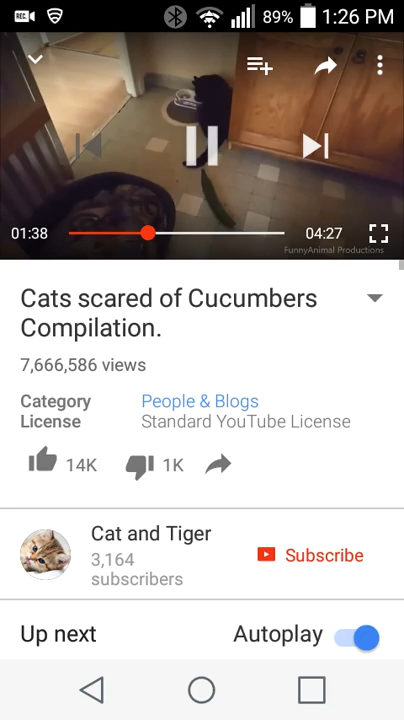 REC 89% 1:26 PM
01:38 04:27
FunnyAnimal Productions
Cats scared of Cucumbers
Compilation.
7,666,586 views
Category People & Blogs
License Standard YouTube License
14K 1K
Cat and Tiger
3,164
subscribers
Subscribe
Up next Autoplay